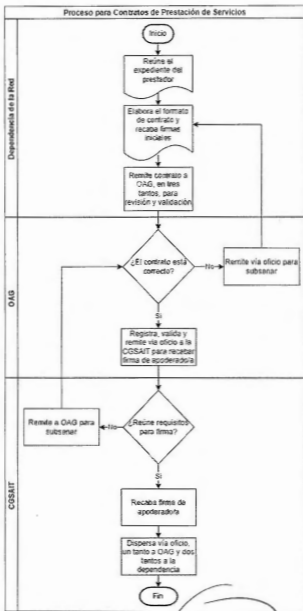 Proceso para Contratos de Prestación de Servicios
Dependencia de la Red
Inicio
Reúne el
expediente del
prestador
Elabora el formato
de contrato y
recaba firmas
iniciales
Remite contrato a
OAG, en tres
tantos, para
revisión y validación
OAG
¿El contrato está
correcto?
No
Remite vía oficio para
subsanar
Sí
Registra, valida y
remite vía oficio a la
CGSAIT para recabar
firma de apoderado/a
CGSAIT
¿Reúne requisitos
para firma?
No
Remite a OAG para
subsanar
Sí
Recaba firma de
apoderado/a
Dispersa vía oficio,
un tanto a OAG y dos
tantos a la
dependencia
Fin